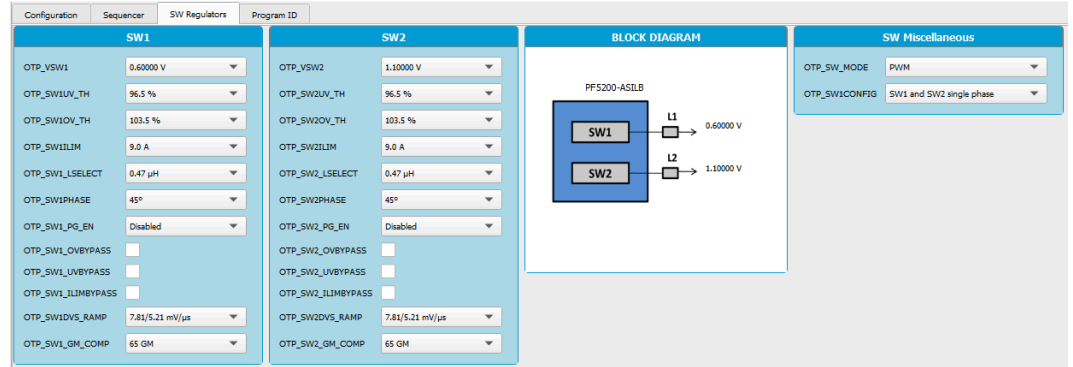 Configuration Sequencer SW Regulators Program ID
SW1
OTP_VSW1 0.60000 V
OTP_SW1UV_TH 96.5 %
OTP_SW1OV_TH 103.5 %
OTP_SW1ILIM 9.0 A
OTP_SW1_LSELECT 0.47 µH
OTP_SW1PHASE 45º
OTP_SW1_PG_EN Disabled
OTP_SW1_OVBYPASS
OTP_SW1_UVBYPASS
OTP_SW1_ILIMBYPASS
OTP_SW1DVS_RAMP 7.81/5.21 mV/µs
OTP_SW1_GM_COMP 65 GM
SW2
OTP_VSW2 1.10000 V
OTP_SW2UV_TH 96.5 %
OTP_SW2OV_TH 103.5 %
OTP_SW2ILIM 9.0 A
OTP_SW2_LSELECT 0.47 µH
OTP_SW2PHASE 45º
OTP_SW2_PG_EN Disabled
OTP_SW2_OVBYPASS
OTP_SW2_UVBYPASS
OTP_SW2_ILIMBYPASS
OTP_SW2DVS_RAMP 7.81/5.21 mV/µs
OTP_SW2_GM_COMP 65 GM
BLOCK DIAGRAM
PF5200-ASILB
SW1 L1 0.60000 V
SW2 L2 1.10000 V
SW Miscellaneous
OTP_SW_MODE PWM
OTP_SW1CONFIG SW1 and SW2 single phase